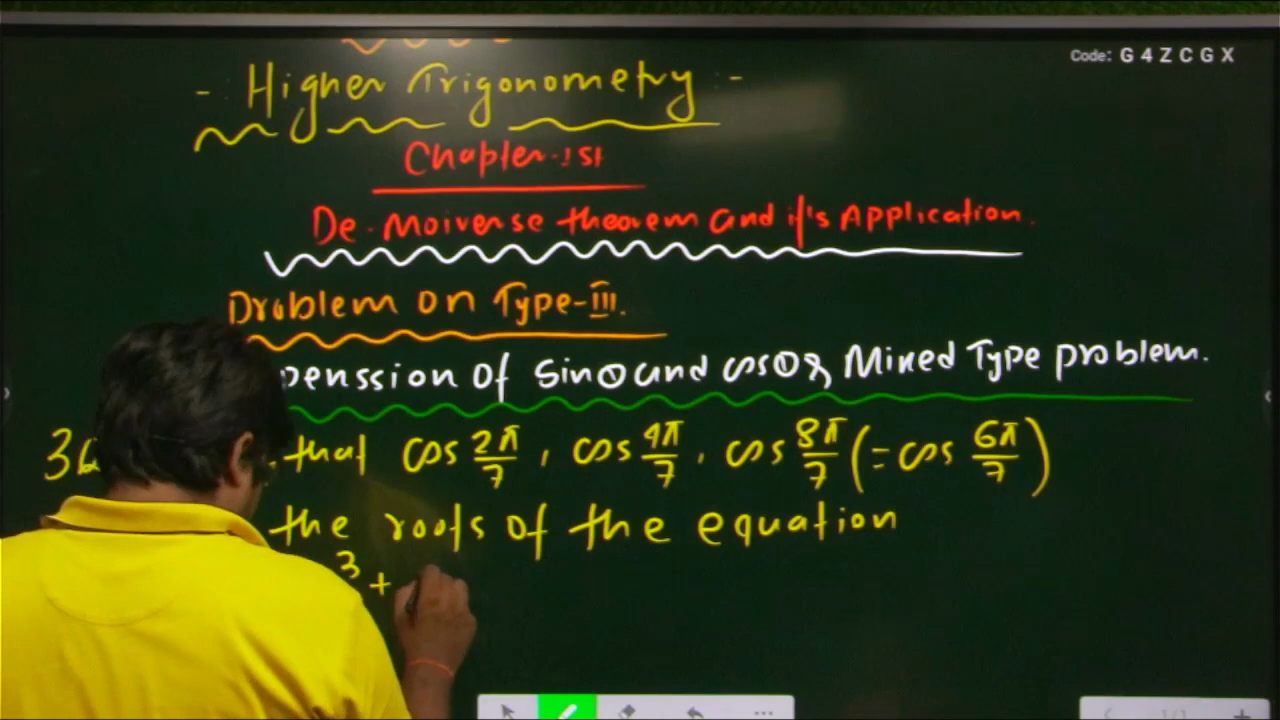 Code: G4ZCGX
- Higher Trigonometry -
Chapter-1st
De-Moiverse theorem and it's Application.
Problem on Type-III.
penssion of Sinθ and cosθ & Mixed Type problem.
that cos 2π/7, cos 4π/7, cos 8π/7 (= cos 6π/7)
the roots of the equation
3 +